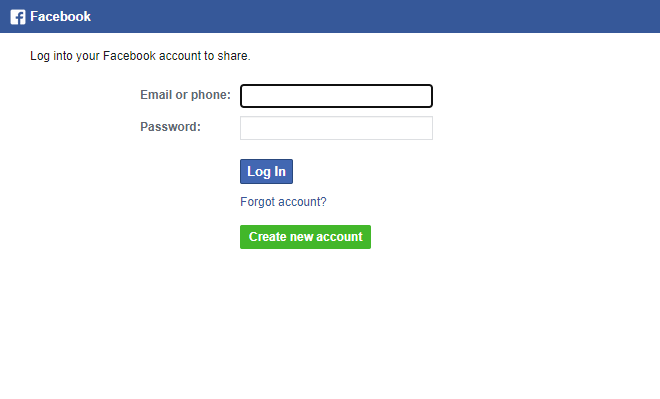 Facebook
Log into your Facebook account to share.
Email or phone:
Password:
Log In
Forgot account?
Create new account